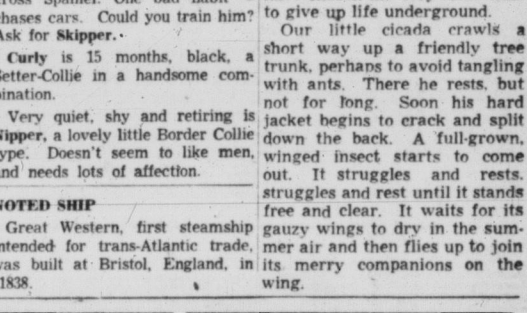 chases cars. Could you train him?
Ask for Skipper.
Curly is 15 months, black, a
Setter-Collie in a handsome com-
bination.
Very quiet, shy and retiring is
Nipper, a lovely little Border Collie
type. Doesn't seem to like men,
and needs lots of affection.
NOTED SHIP
Great Western, first steamship
intended for trans-Atlantic trade,
was built at Bristol, England, in
1838.
to give up life underground.
Our little cicada crawls a
short way up a friendly tree
trunk, perhaps to avoid tangling
with ants. There he rests, but
not for long. Soon his hard
jacket begins to crack and split
down the back. A full-grown,
winged insect starts to come
out. It struggles and rests.
struggles and rest until it stands
free and clear. It waits for its
gauzy wings to dry in the sum-
mer air and then flies up to join
its merry companions on the
wing.